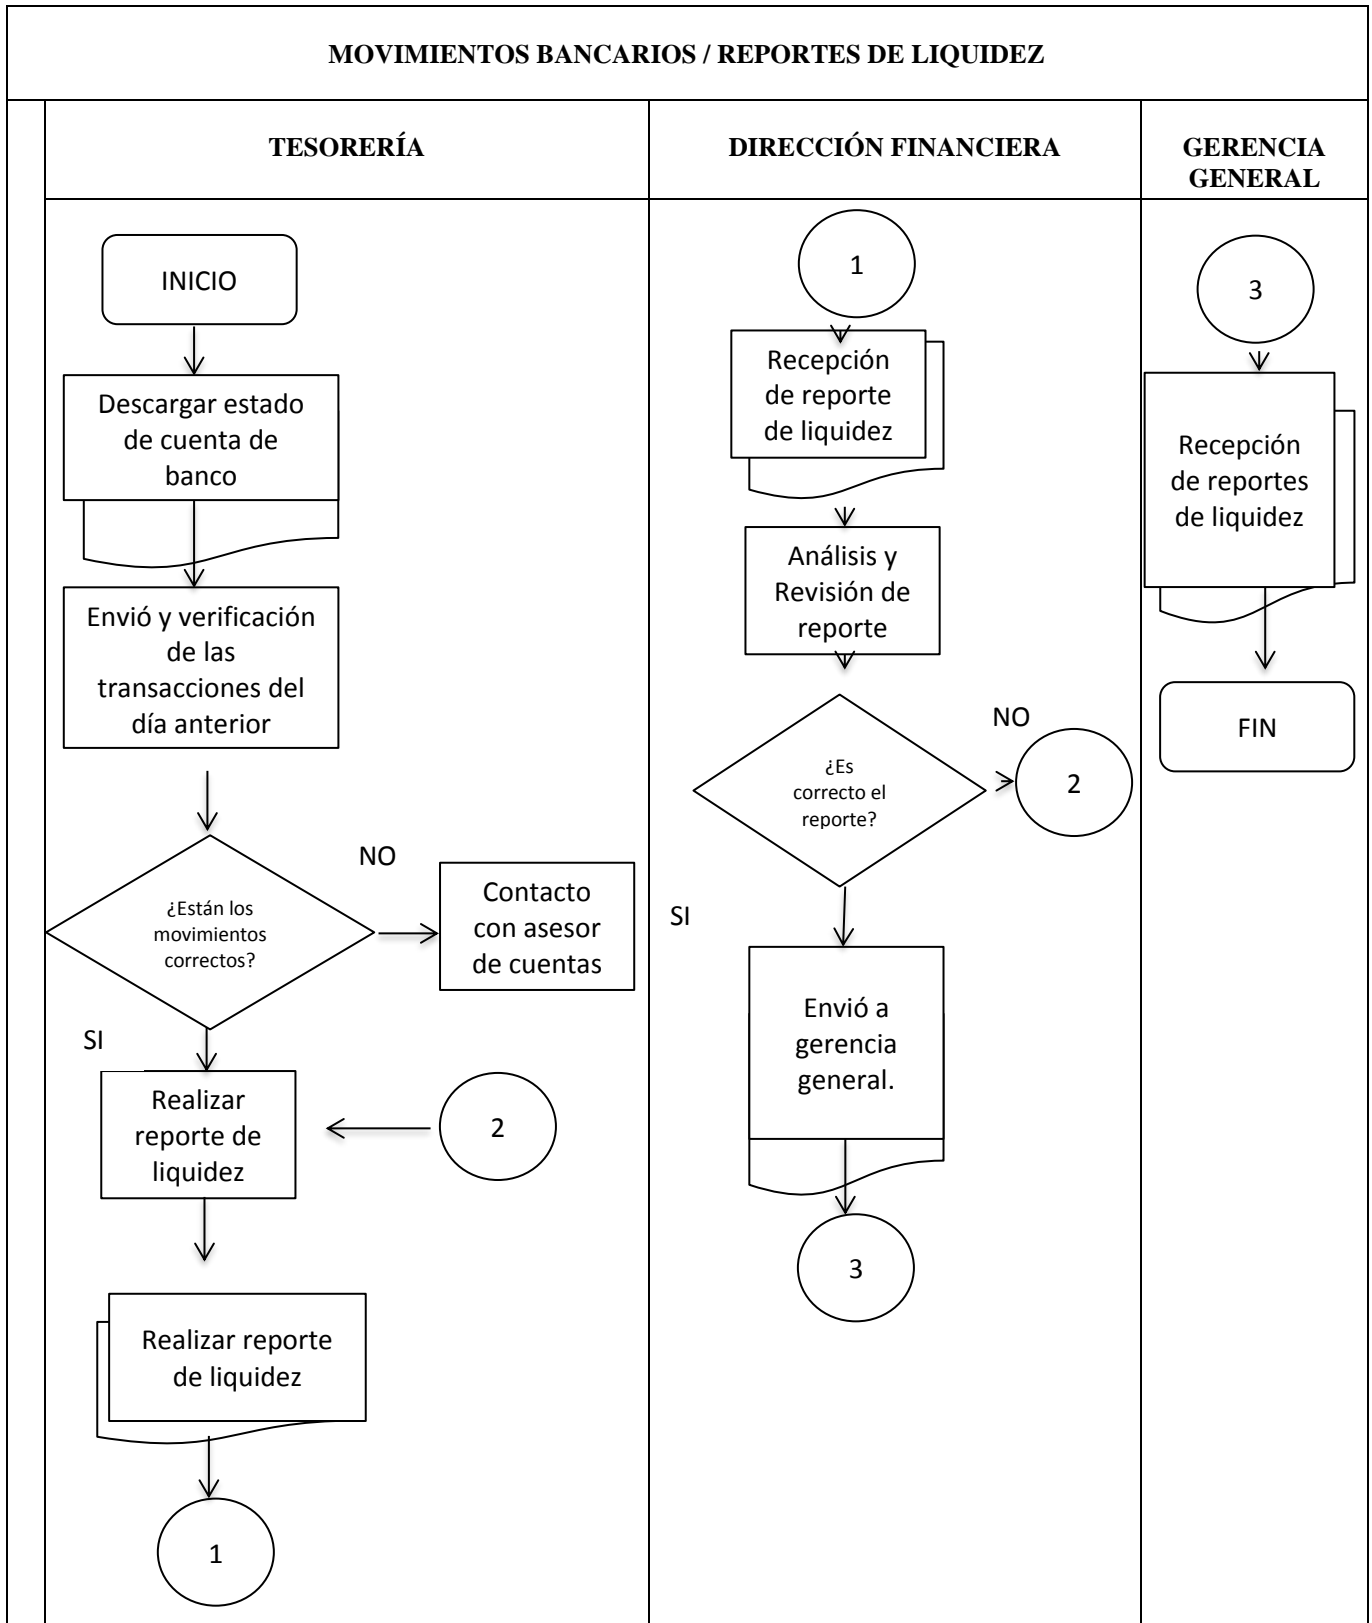 MOVIMIENTOS BANCARIOS / REPORTES DE LIQUIDEZ
TESORERÍA
DIRECCIÓN FINANCIERA
GERENCIA
GENERAL
INICIO
Descargar estado
de cuenta de
banco
Envió y verificación
de las
transacciones del
día anterior
¿Están los
movimientos
correctos?
NO
Contacto
con asesor
de cuentas
SI
Realizar
reporte de
liquidez
2
Realizar reporte
de liquidez
1
1
Recepción
de reporte
de liquidez
Análisis y
Revisión de
reporte
¿Es
correcto el
reporte?
NO
2
SI
Envió a
gerencia
general.
3
3
Recepción
de reportes
de liquidez
FIN